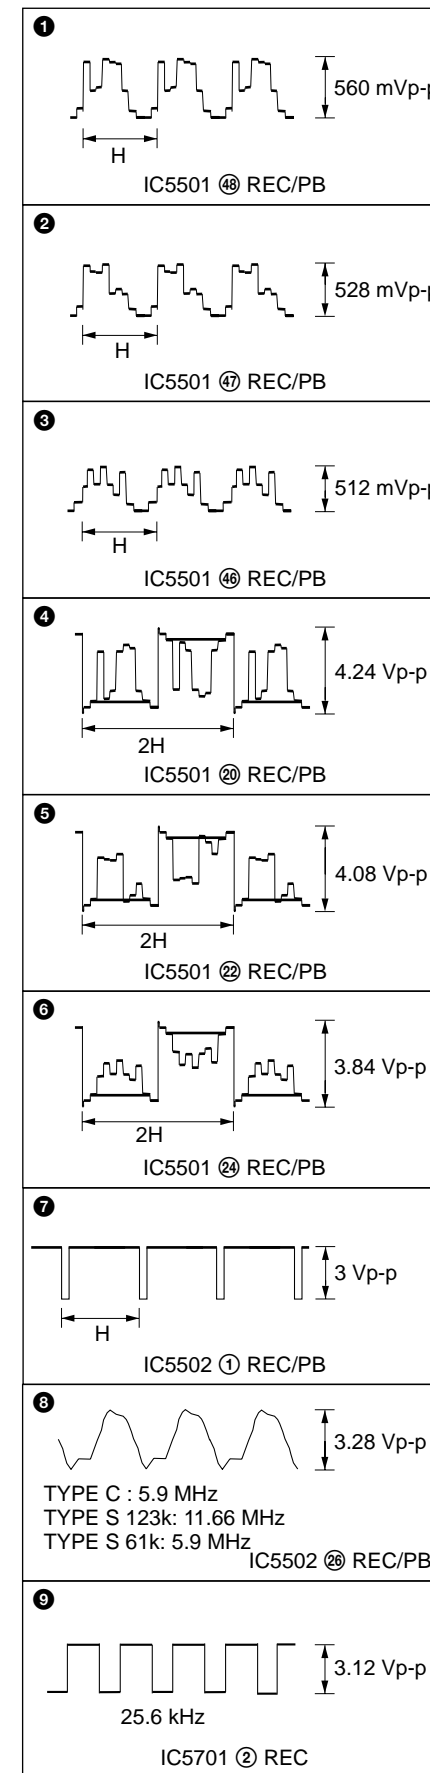 ❶
560 mVp-p
H
IC5501 ㊽ REC/PB
❷
528 mVp-p
H
IC5501 ㊼ REC/PB
❸
512 mVp-p
H
IC5501 ㊻ REC/PB
❹
4.24 Vp-p
2H
IC5501 ⑳ REC/PB
❺
4.08 Vp-p
2H
IC5501 ㉒ REC/PB
❻
3.84 Vp-p
2H
IC5501 ㉔ REC/PB
❼
3 Vp-p
H
IC5502 ① REC/PB
❽
3.28 Vp-p
TYPE C : 5.9 MHz
TYPE S 123k: 11.66 MHz
TYPE S 61k: 5.9 MHz
IC5502 ㉖ REC/PB
❾
3.12 Vp-p
25.6 kHz
IC5701 ② REC